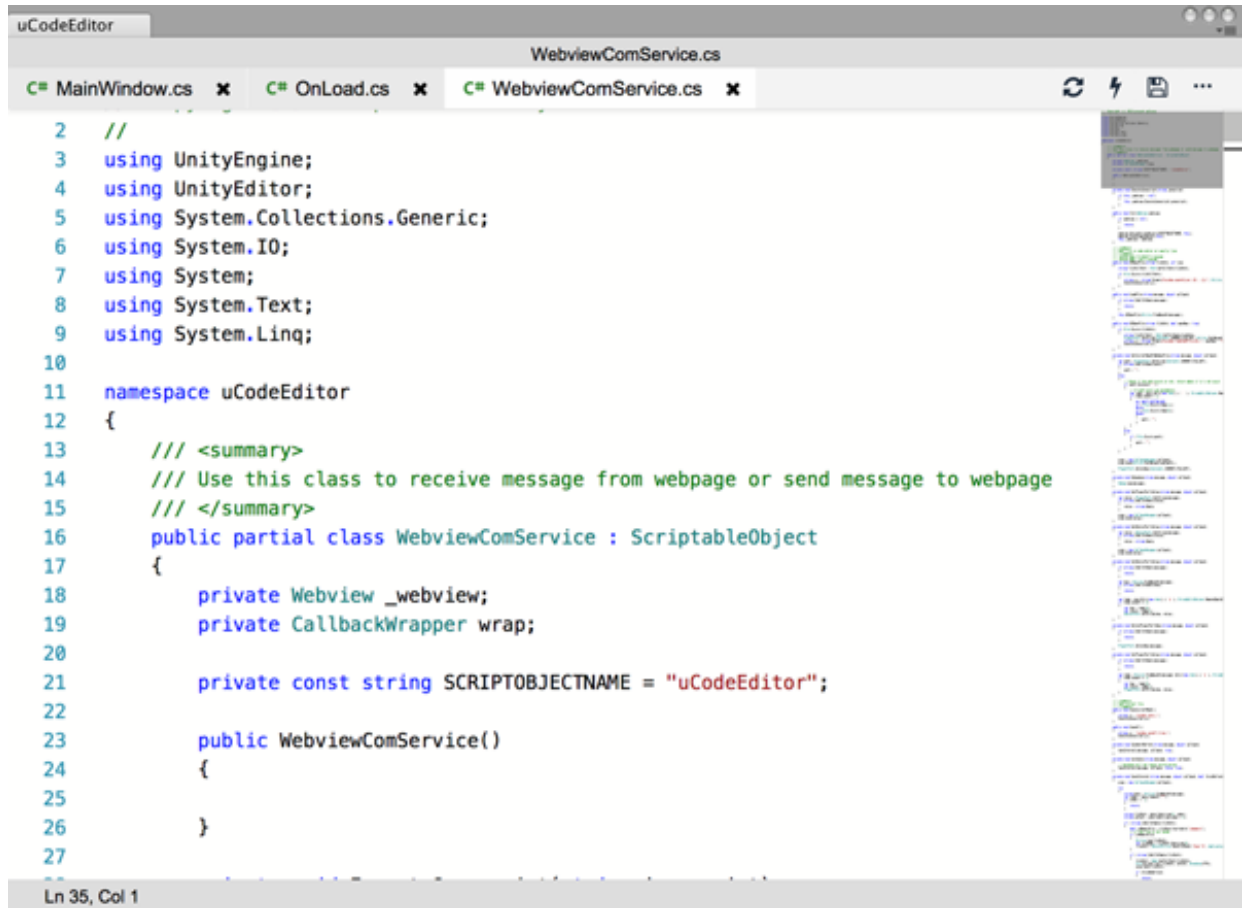 uCodeEditor
WebviewComService.cs
C# MainWindow.cs ✖ C# OnLoad.cs ✖ C# WebviewComService.cs ✖ ...
2 //
3 using UnityEngine;
4 using UnityEditor;
5 using System.Collections.Generic;
6 using System.IO;
7 using System;
8 using System.Text;
9 using System.Linq;
10
11 namespace uCodeEditor
12 {
13 /// <summary>
14 /// Use this class to receive message from webpage or send message to webpage
15 /// </summary>
16 public partial class WebviewComService : ScriptableObject
17 {
18 private Webview _webview;
19 private CallbackWrapper wrap;
20
21 private const string SCRIPTOBJECTNAME = "uCodeEditor";
22
23 public WebviewComService()
24 {
25
26 }
27
Ln 35, Col 1